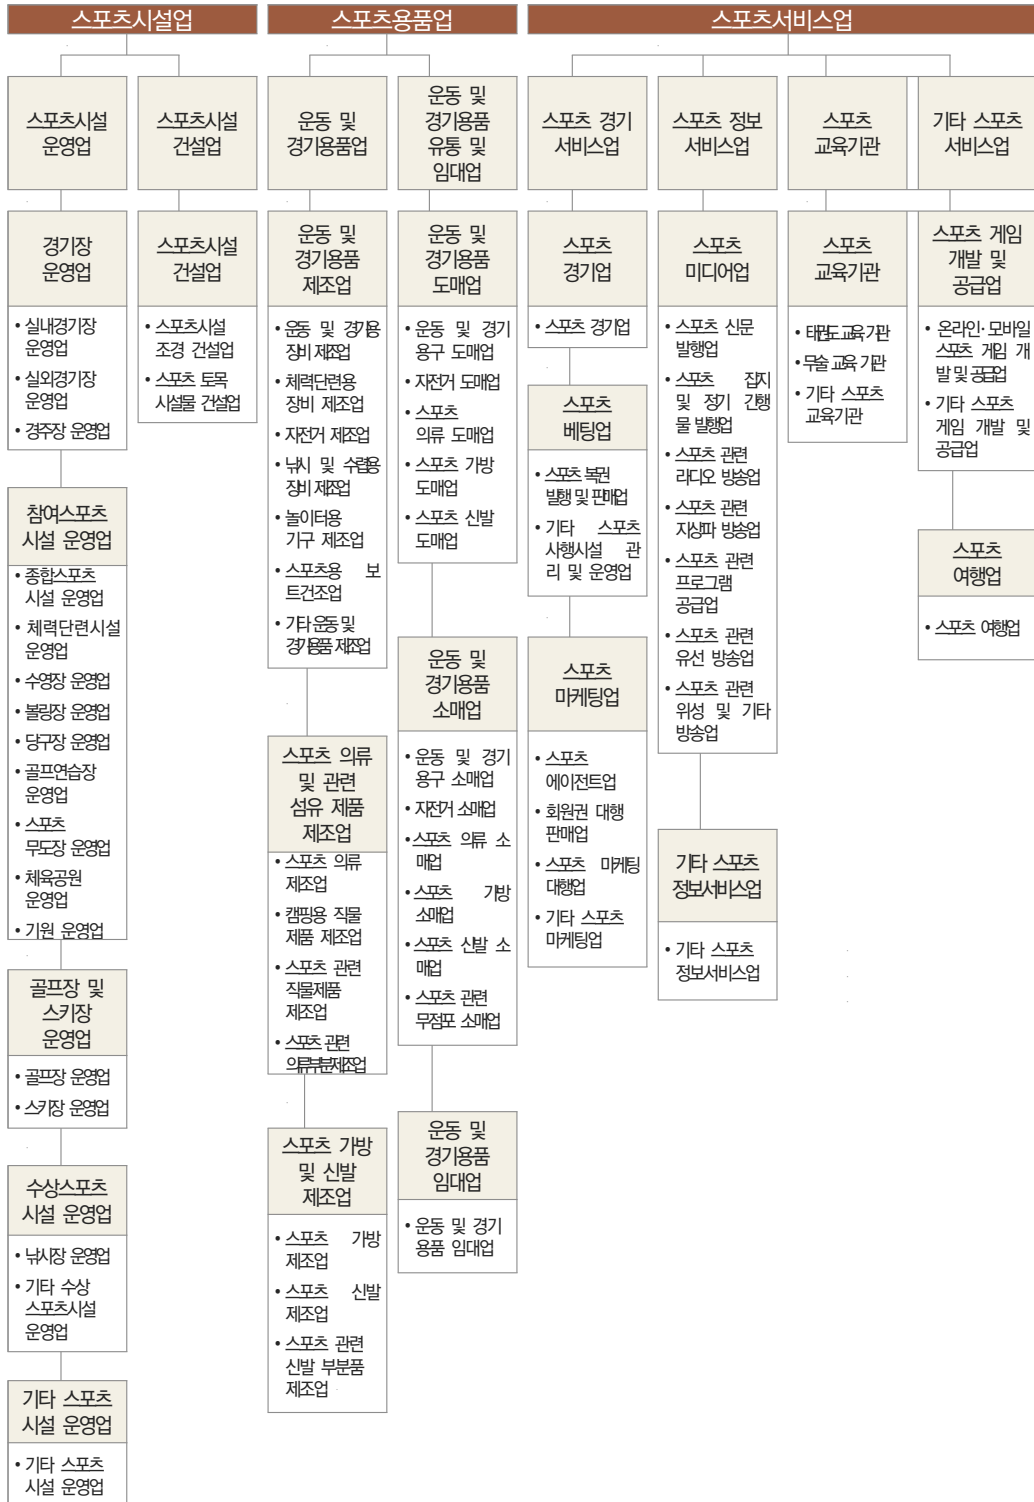 스포츠시설업
스포츠시설
운영업
경기장
운영업
• 실내경기장
운영업
• 실외경기장
운영업
• 경주장 운영업
참여스포츠
시설 운영업
• 종합스포츠
시설 운영업
• 체력단련시설
운영업
• 수영장 운영업
• 볼링장 운영업
• 당구장 운영업
• 골프연습장
운영업
• 스포츠
무도장 운영업
• 체육공원
운영업
• 기원 운영업
골프장 및
스키장
운영업
• 골프장 운영업
• 스키장 운영업
수상스포츠
시설 운영업
• 낚시장 운영업
• 기타 수상
스포츠시설
운영업
기타 스포츠
시설 운영업
• 기타 스포츠
시설 운영업
스포츠시설
건설업
스포츠시설
건설업
• 스포츠시설
조경 건설업
• 스포츠 토목
시설물 건설업
스포츠용품업
운동 및
경기용품업
운동 및
경기용품
제조업
• 운동 및 경기용
장비 제조업
• 체력단련용
장비 제조업
• 자전거 제조업
• 낚시 및 수렵용
장비 제조업
• 놀이터용
기구 제조업
• 스포츠용 보
트건조업
• 기타 운동 및
경기용품 제조업
스포츠 의류
및 관련
섬유 제품
제조업
• 스포츠 의류
제조업
• 캠핑용 직물
제품 제조업
• 스포츠 관련
직물제품
제조업
• 스포츠 관련
의류부분제조업
스포츠 가방
및 신발
제조업
• 스포츠 가방
제조업
• 스포츠 신발
제조업
• 스포츠 관련
신발 부분품
제조업
운동 및
경기용품
유통 및
임대업
운동 및
경기용품
도매업
• 운동 및 경기
용구 도매업
• 자전거 도매업
• 스포츠
의류 도매업
• 스포츠 가방
도매업
• 스포츠 신발
도매업
운동 및
경기용품
소매업
• 운동 및 경기
용구 소매업
• 자전거 소매업
• 스포츠 의류 소
매업
• 스포츠 가방
소매업
• 스포츠 신발 소
매업
• 스포츠 관련
무점포 소매업
운동 및
경기용품
임대업
• 운동 및 경기
용품 임대업
스포츠서비스업
스포츠 경기
서비스업
스포츠
경기업
• 스포츠 경기업
스포츠
베팅업
• 스포츠 복권
발행 및 판매업
• 기타 스포츠
사행시설 관
리 및 운영업
스포츠
마케팅업
• 스포츠
에이전트업
• 회원권 대행
판매업
• 스포츠 마케팅
대행업
• 기타 스포츠
마케팅업
스포츠 정보
서비스업
스포츠
미디어업
• 스포츠 신문
발행업
• 스포츠 잡지
및 정기 간행
물 발행업
• 스포츠 관련
라디오 방송업
• 스포츠 관련
지상파 방송업
• 스포츠 관련
프로그램
공급업
• 스포츠 관련
유선 방송업
• 스포츠 관련
위성 및 기타
방송업
기타 스포츠
정보서비스업
• 기타 스포츠
정보서비스업
스포츠
교육기관
스포츠
교육기관
• 태권도 교육 기관
• 무술 교육 기관
• 기타 스포츠
교육기관
기타 스포츠
서비스업
스포츠 게임
개발 및
공급업
• 온라인·모바일
스포츠 게임 개
발 및 공급업
• 기타 스포츠
게임 개발 및
공급업
스포츠
여행업
• 스포츠 여행업